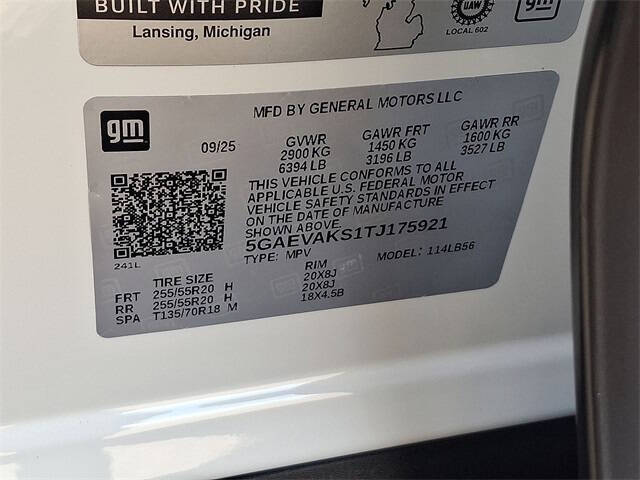 BUILT WITH PRIDE
Lansing, Michigan
UAW
LOCAL 602
gm
gm
MFD BY GENERAL MOTORS LLC
09/25
GVWR GAWR FRT GAWR RR
2900 KG 1450 KG 1600 KG
6394 LB 3196 LB 3527 LB
THIS VEHICLE CONFORMS TO ALL
APPLICABLE U.S. FEDERAL MOTOR
VEHICLE SAFETY STANDARDS IN EFFECT
ON THE DATE OF MANUFACTURE
SHOWN ABOVE
5GAEVAKS1TJ175921
TYPE: MPV MODEL: 114LB56
241L
TIRE SIZE RIM
FRT 255/55R20 H 20X8J
RR 255/55R20 H 20X8J
SPA T135/70R18 M 18X4.5B